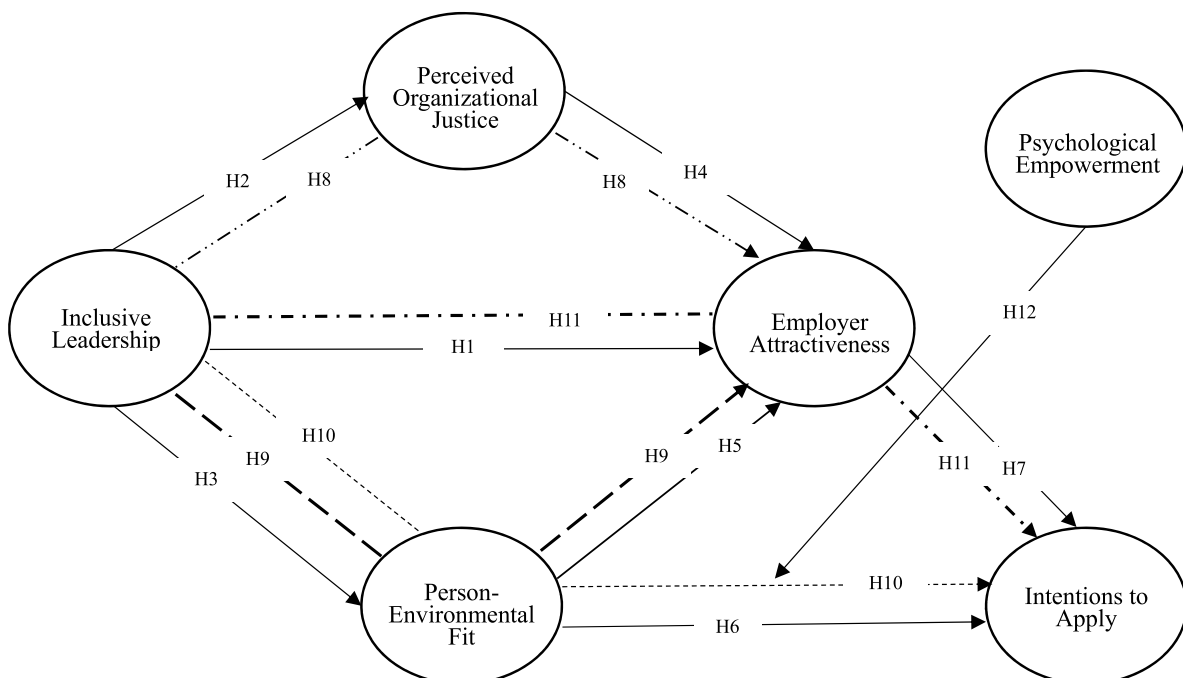 Perceived
Organizational
Justice
Psychological
Empowerment
H2
H8
H8
H4
Inclusive
Leadership
H11
H1
Employer
Attractiveness
H12
H10
H9
H3
H9
H5
H11
H7
Person-
Environmental
Fit
H10
H6
Intentions to
Apply